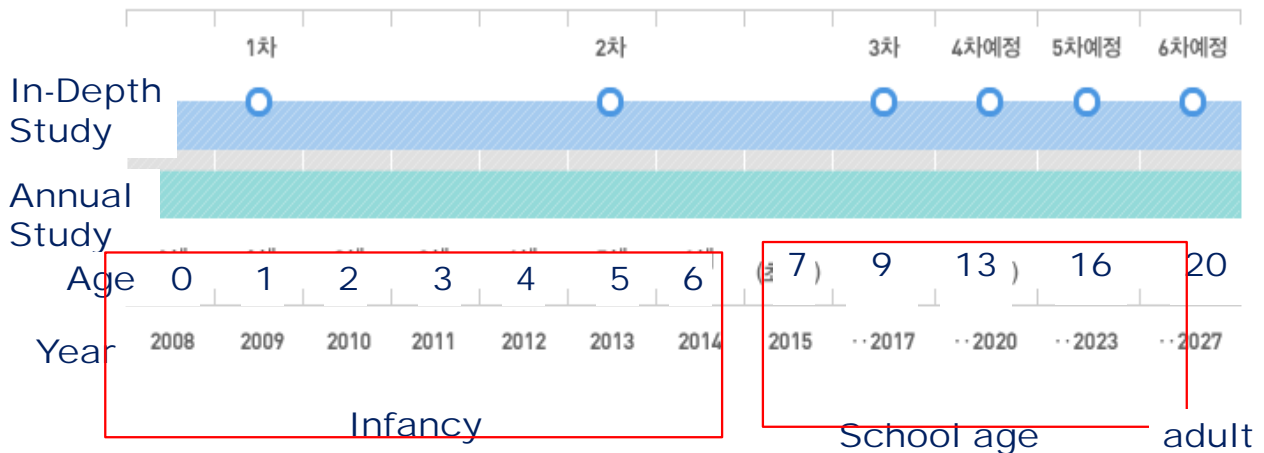 1차 2차 3차 4차예정 5차예정 6차예정
In-Depth
Study
Annual
Study
Age 0 1 2 3 4 5 6 7 ) 9 13 ) 16 20
Year 2008 2009 2010 2011 2012 2013 2014 2015 ··2017 ··2020 ··2023 ··2027
Infancy
School age adult